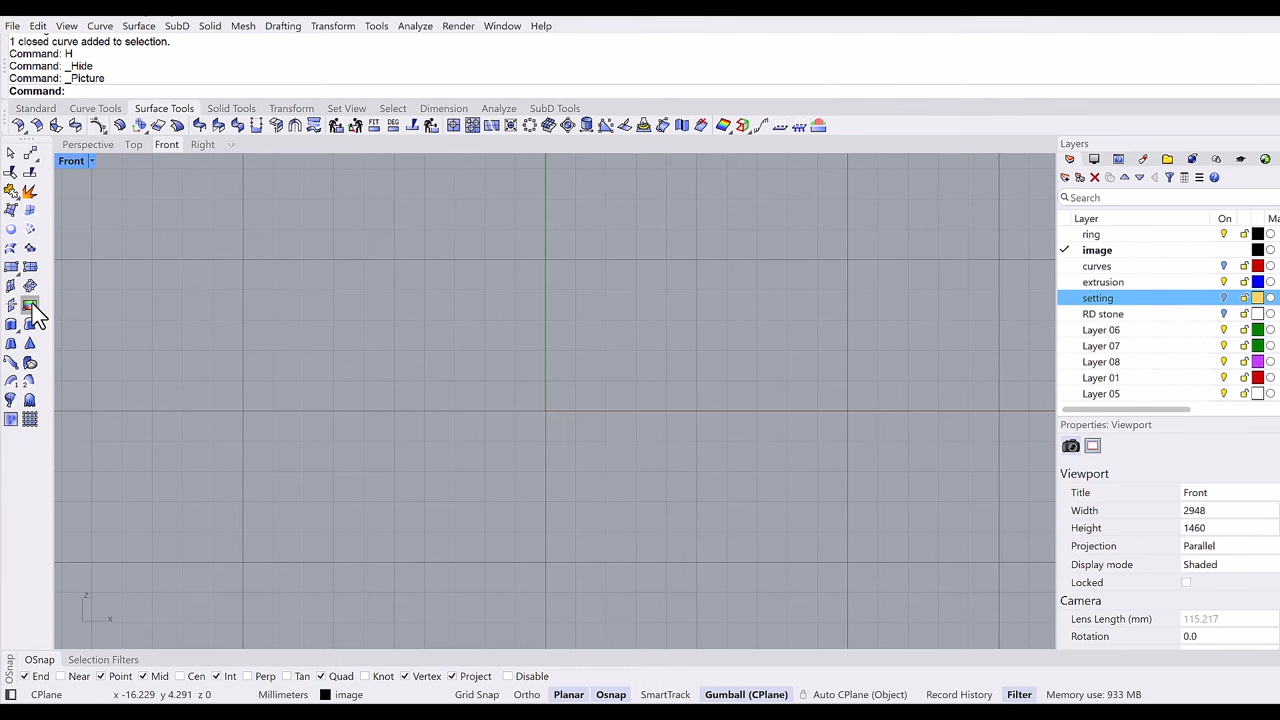 File Edit View Curve Surface SubD Solid Mesh Drafting Transform Tools Analyze Render Window Help
1 closed curve added to selection.
Command: H
Command: _Hide
Command: _Picture
Command:
Standard Curve Tools Surface Tools Solid Tools Transform Set View Select Dimension Analyze SubD Tools
FIT DEG
Perspective Top Front Right
Front
z
x
Layers
Search
Layer On Ma
ring
image
curves
extrusion
setting
RD stone
Layer 06
Layer 07
Layer 08
Layer 01
Layer 05
Properties: Viewport
Viewport
Title Front
Width 2948
Height 1460
Projection Parallel
Display mode Shaded
Locked
Camera
Lens Length (mm) 115.217
Rotation 0.0
OSnap OSnap Selection Filters
End Near Point Mid Cen Int Perp Tan Quad Knot Vertex Project Disable
CPlane x -16.229 y 4.291 z 0 Millimeters image Grid Snap Ortho Planar Osnap SmartTrack Gumball (CPlane) Auto CPlane (Object) Record History Filter Memory use: 933 MB